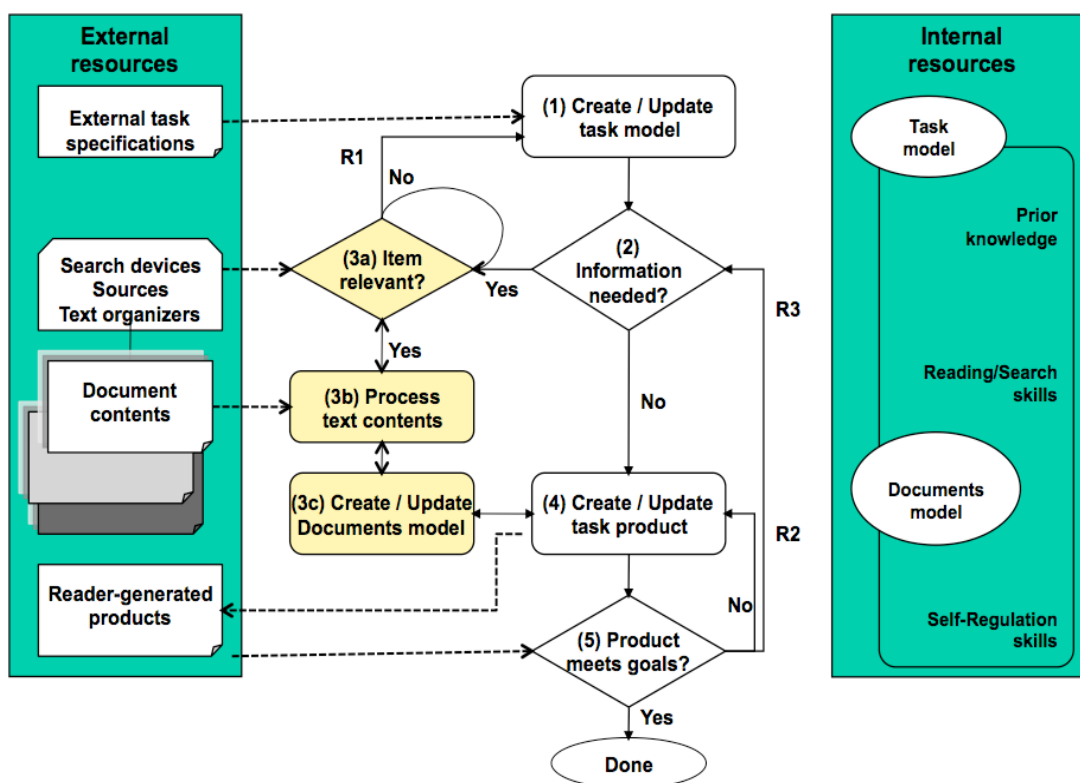 External
resources
External task
specifications
Search devices
Sources
Text organizers
Document
contents
Reader-generated
products
(1) Create / Update
task model
R1
No
(3a) Item
relevant?
Yes
(2)
Information
needed?
R3
Yes
(3b) Process
text contents
No
(3c) Create / Update
Documents model
(4) Create / Update
task product
R2
No
(5) Product
meets goals?
Yes
Done
Internal
resources
Task
model
Prior
knowledge
Reading/Search
skills
Documents
model
Self-Regulation
skills